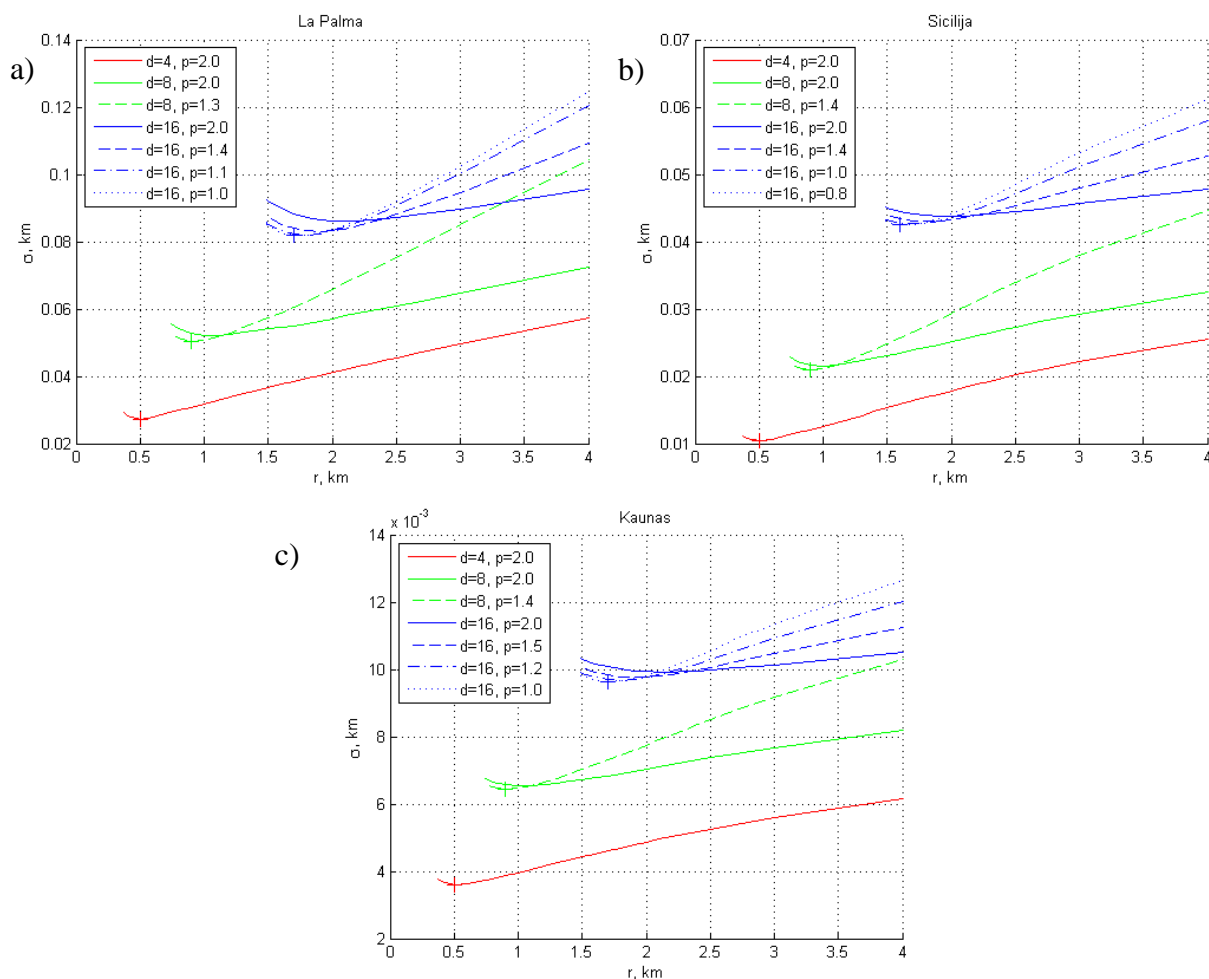 a)
La Palma
σ, km
0.14
0.12
0.1
0.08
0.06
0.04
0.02
d=4, p=2.0
d=8, p=2.0
d=8, p=1.3
d=16, p=2.0
d=16, p=1.4
d=16, p=1.1
d=16, p=1.0
0 0.5 1 1.5 2 2.5 3 3.5 4
r, km
b)
Sicilija
σ, km
0.07
0.06
0.05
0.04
0.03
0.02
0.01
d=4, p=2.0
d=8, p=2.0
d=8, p=1.4
d=16, p=2.0
d=16, p=1.4
d=16, p=1.0
d=16, p=0.8
0 0.5 1 1.5 2 2.5 3 3.5 4
r, km
c)
Kaunas
x 10⁻³
σ, km
14
12
10
8
6
4
2
d=4, p=2.0
d=8, p=2.0
d=8, p=1.4
d=16, p=2.0
d=16, p=1.5
d=16, p=1.2
d=16, p=1.0
0 0.5 1 1.5 2 2.5 3 3.5 4
r, km